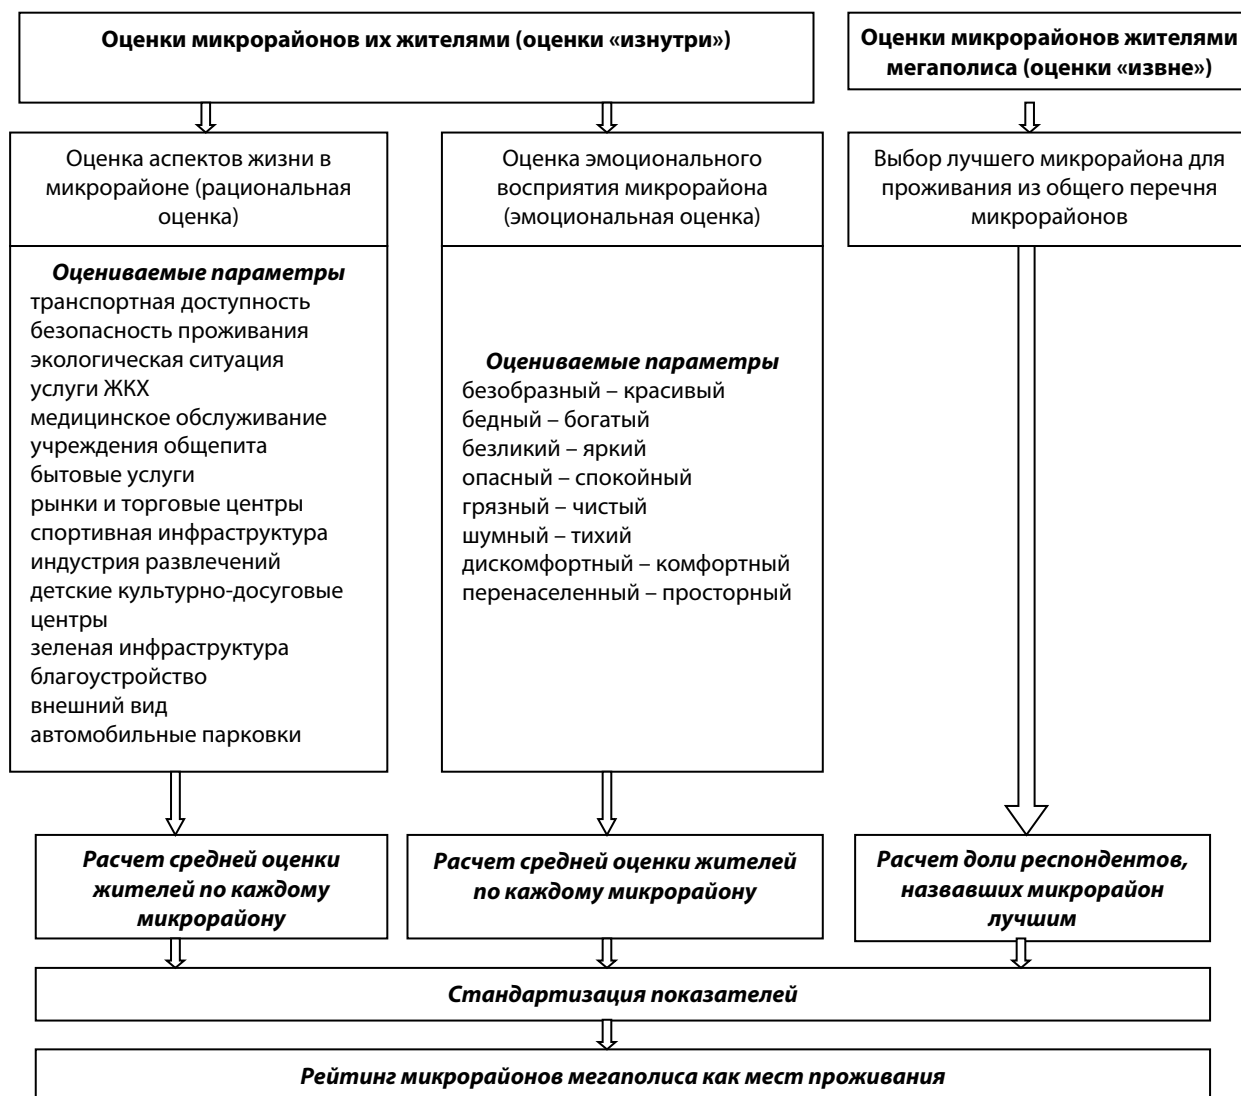 Оценки микрорайонов их жителями (оценки «изнутри»)
Оценки микрорайонов жителями
мегаполиса (оценки «извне»)
Оценка аспектов жизни в
микрорайоне (рациональная
оценка)
Оценка эмоционального
восприятия микрорайона
(эмоциональная оценка)
Выбор лучшего микрорайона для
проживания из общего перечня
микрорайонов
Оцениваемые параметры
транспортная доступность
безопасность проживания
экологическая ситуация
услуги ЖКХ
медицинское обслуживание
учреждения общепита
бытовые услуги
рынки и торговые центры
спортивная инфраструктура
индустрия развлечений
детские культурно-досуговые
центры
зеленая инфраструктура
благоустройство
внешний вид
автомобильные парковки
Оцениваемые параметры
безобразный – красивый
бедный – богатый
безликий – яркий
опасный – спокойный
грязный – чистый
шумный – тихий
дискомфортный – комфортный
перенаселенный – просторный
Расчет средней оценки
жителей по каждому
микрорайону
Расчет средней оценки жителей
по каждому микрорайону
Расчет доли респондентов,
назвавших микрорайон
лучшим
Стандартизация показателей
Рейтинг микрорайонов мегаполиса как мест проживания